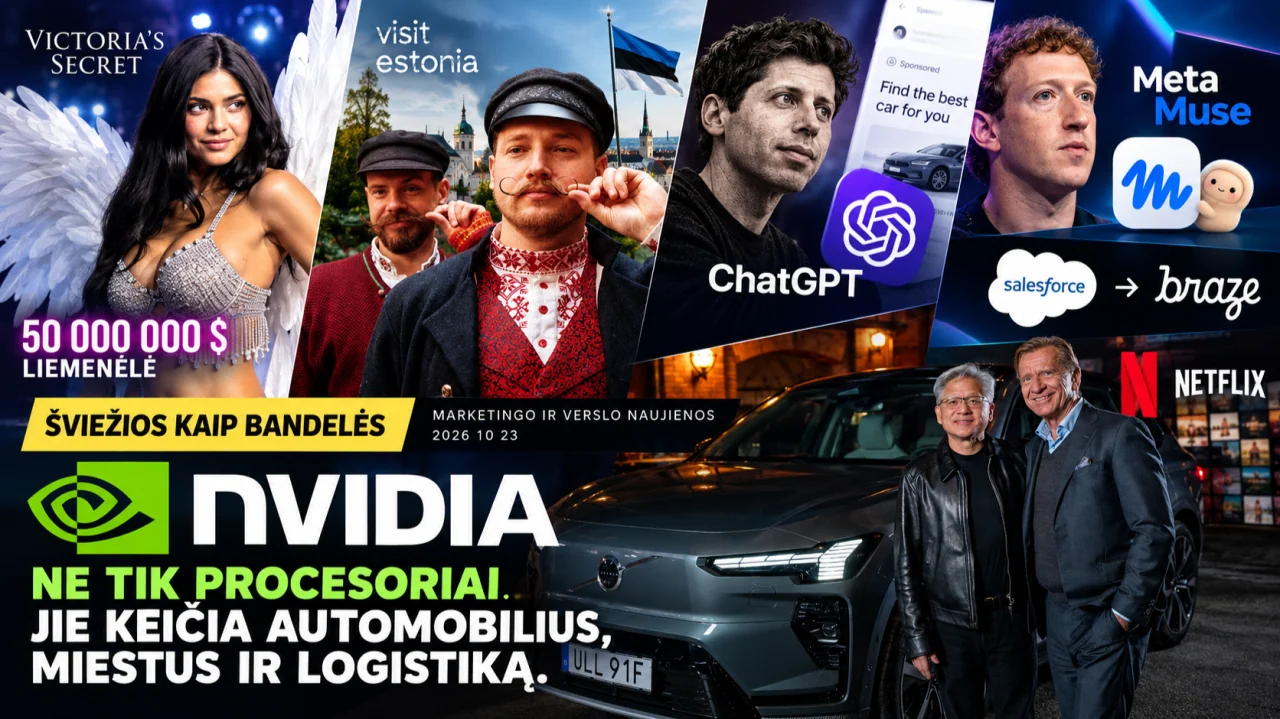 VICTORIA'S
SECRET
50 000 000 $
LIEMENĖLĖ
visit
estonia
Sponsored
Find the best
car for you
ChatGPT
Meta
Muse
salesforce → braze
ŠVIEŽIOS KAIP BANDELĖS
MARKETINGO IR VERSLO NAUJIENOS
2026 10 23
N NETFLIX
NVIDIA
NE TIK PROCESORIAI.
JIE KEIČIA AUTOMOBILIUS,
MIESTUS IR LOGISTIKĄ.
ULL 91F